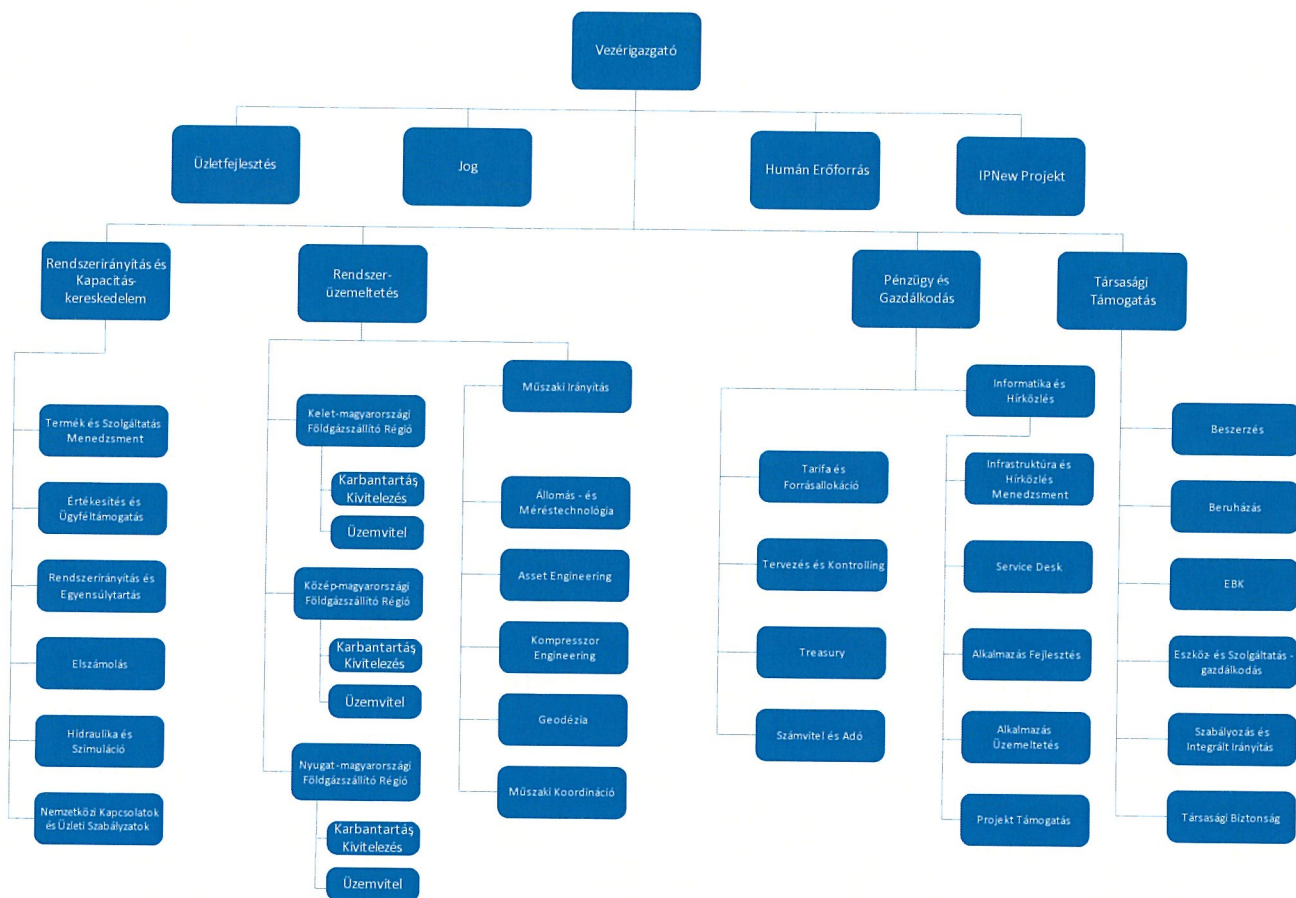 Vezérigazgató
Üzletfejlesztés
Jog
Humán Erőforrás
IPNew Projekt
Rendszerirányítás és
Kapacitás-
kereskedelem
Rendszer-
üzemeltetés
Pénzügy és
Gazdálkodás
Társasági
Támogatás
Termék és Szolgáltatás
Menedzsment
Értékesítés és
Ügyféltámogatás
Rendszerirányítás és
Egyensúlytartás
Elszámolás
Hidraulika és
Szimuláció
Nemzetközi Kapcsolatok
és Üzleti Szabályzatok
Kelet-magyarországi
Földgázszállító Régió
Karbantartás
Kivitelezés
Üzemvitel
Közép-magyarországi
Földgázszállító Régió
Karbantartás
Kivitelezés
Üzemvitel
Nyugat-magyarországi
Földgázszállító Régió
Karbantartás
Kivitelezés
Üzemvitel
Műszaki Irányítás
Állomás - és
Méréstechnológia
Asset Engineering
Kompresszor
Engineering
Geodézia
Műszaki Koordináció
Tarifa és
Forrásallokáció
Tervezés és Kontrolling
Treasury
Számvitel és Adó
Informatika és
Hírközlés
Infrastruktúra és
Hírközlés
Menedzsment
Service Desk
Alkalmazás Fejlesztés
Alkalmazás
Üzemeltetés
Projekt Támogatás
Beszerzés
Beruházás
EBK
Eszköz- és Szolgáltatás -
gazdálkodás
Szabályozás és
Integrált Irányítás
Társasági Biztonság